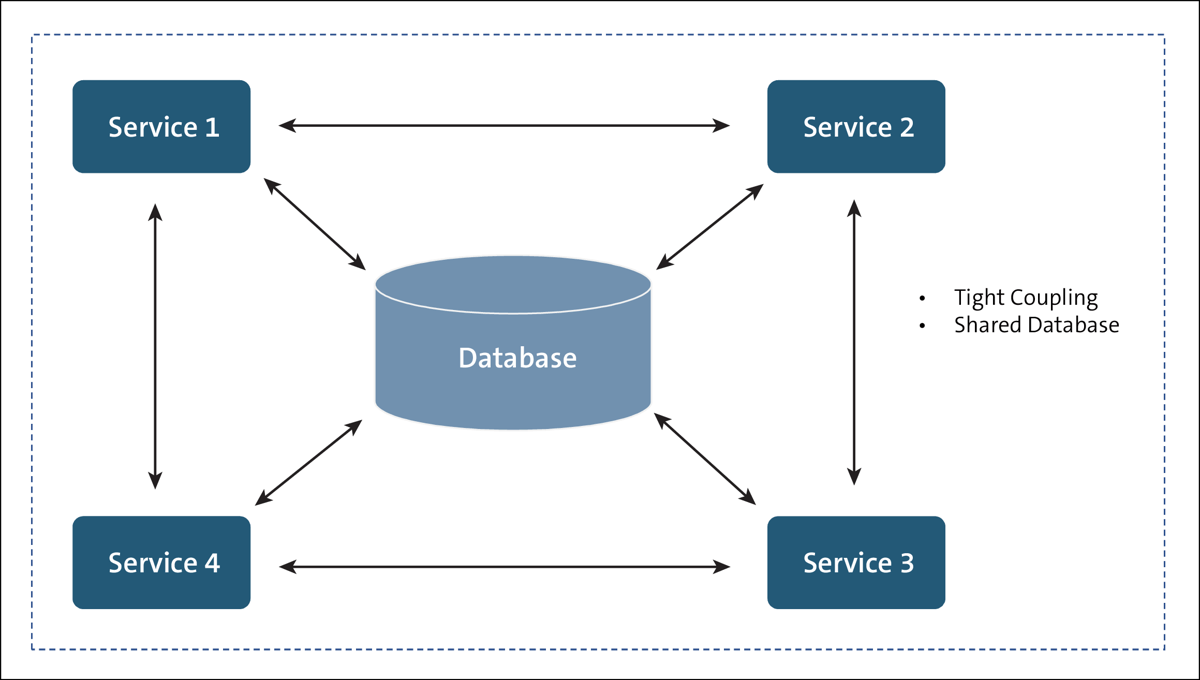 Service 1
Service 2
• Tight Coupling
• Shared Database
Database
Service 4
Service 3